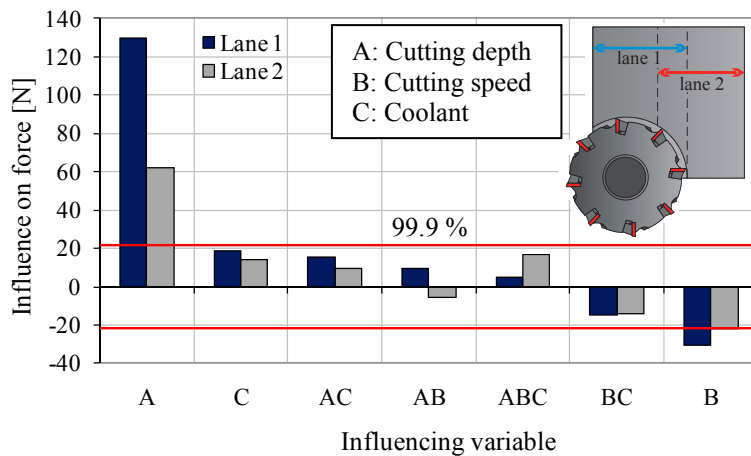 140
120
100
80
60
40
20
0
-20
-40
Influence on force [N]
Lane 1
Lane 2
A: Cutting depth
B: Cutting speed
C: Coolant
lane 1
lane 2
99.9 %
A C AC AB ABC BC B
Influencing variable